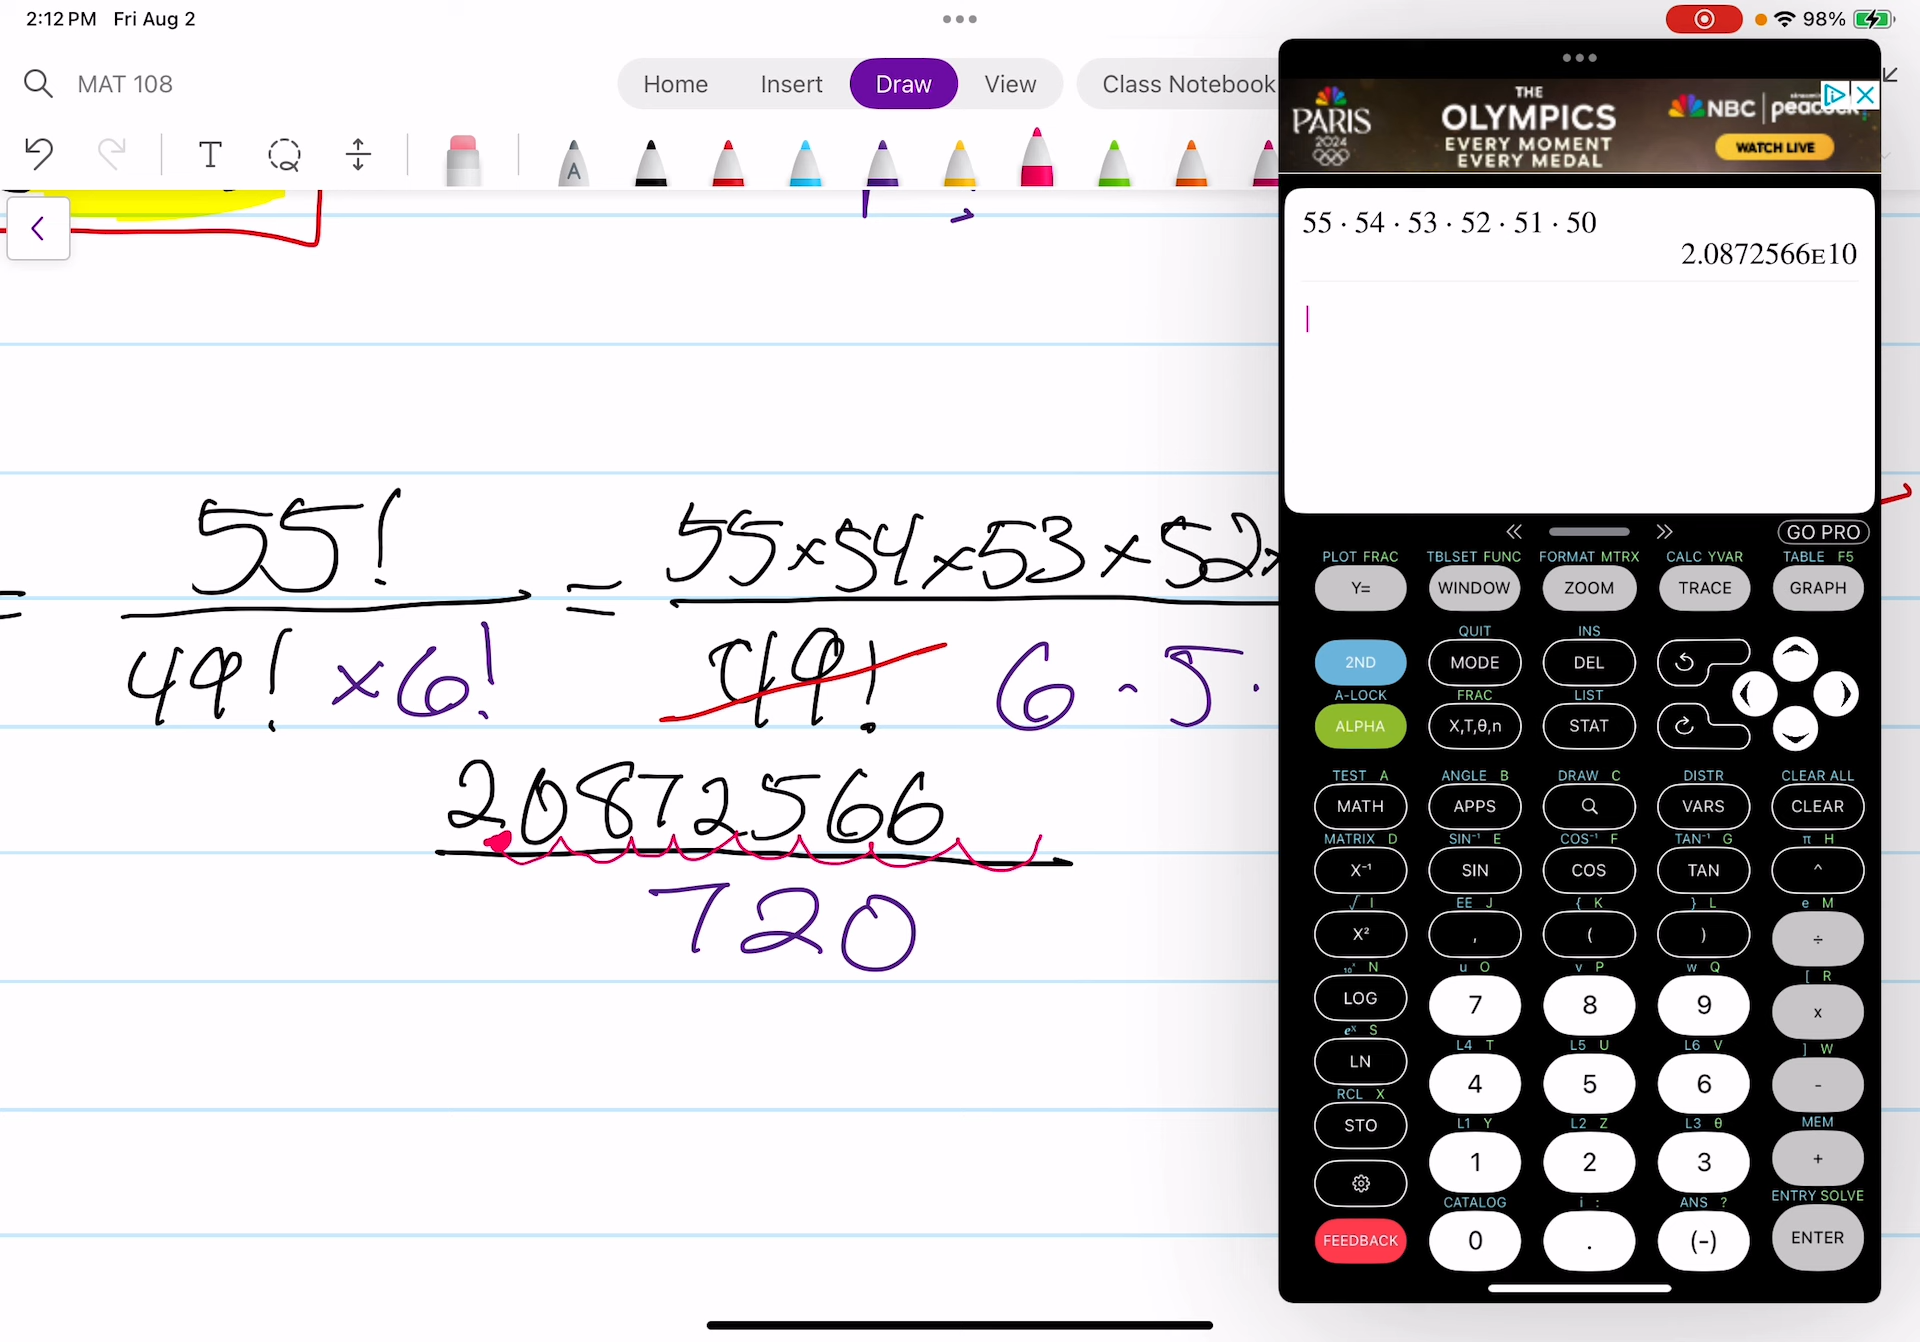 2:12 PM Fri Aug 2
98%
MAT 108
Home Insert Draw View Class Notebook
T
A
PARIS
2024
THE
OLYMPICS
EVERY MOMENT
EVERY MEDAL
NBC | peacock
WATCH LIVE
55 · 54 · 53 · 52 · 51 · 50
2.0872566E10
= 55! / 49! × 6! = 55 × 54 × 53 × 52 × / 49! 6 · 5 ·
2.0872566
720
GO PRO
PLOT FRAC TBLSET FUNC FORMAT MTRX CALC YVAR TABLE F5
Y= WINDOW ZOOM TRACE GRAPH
QUIT INS
2ND MODE DEL
A-LOCK FRAC LIST
ALPHA X,T,θ,n STAT
TEST A ANGLE B DRAW C DISTR CLEAR ALL
MATH APPS VARS CLEAR
MATRIX D SIN⁻¹ E COS⁻¹ F TAN⁻¹ G π H
X⁻¹ SIN COS TAN ^
√ I EE J { K } L e M
X² , ( ) ÷
10ˣ N u O v P w Q [ R
LOG 7 8 9 x
eˣ S L4 T L5 U L6 V ] W
LN 4 5 6 -
RCL X L1 Y L2 Z L3 θ MEM
STO 1 2 3 +
CATALOG i : ANS ? ENTRY SOLVE
FEEDBACK 0 . (-) ENTER